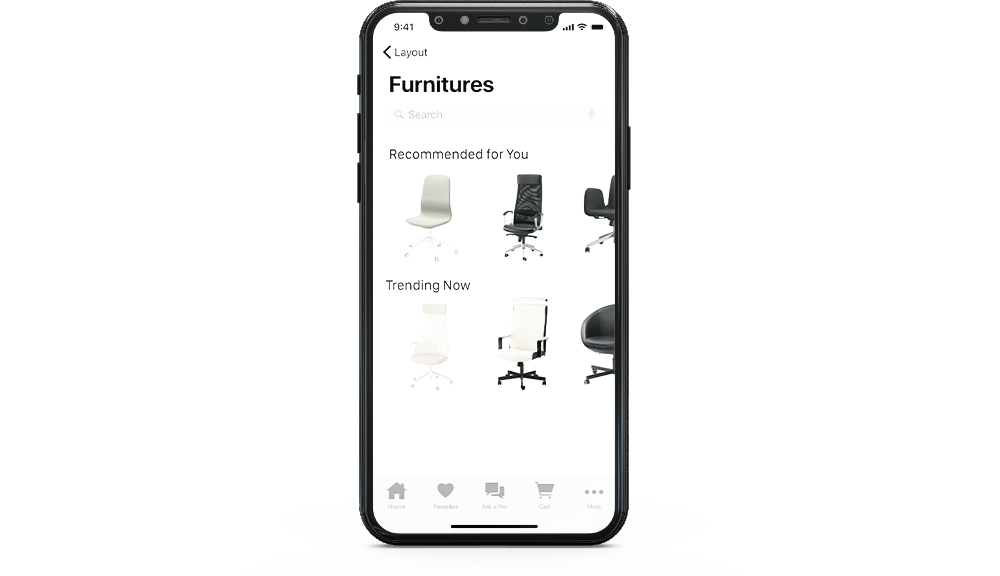 9:41
Layout
Furnitures
Search
Recommended for You
Trending Now
Home
Favorites
Ask a Pro
Cart
More